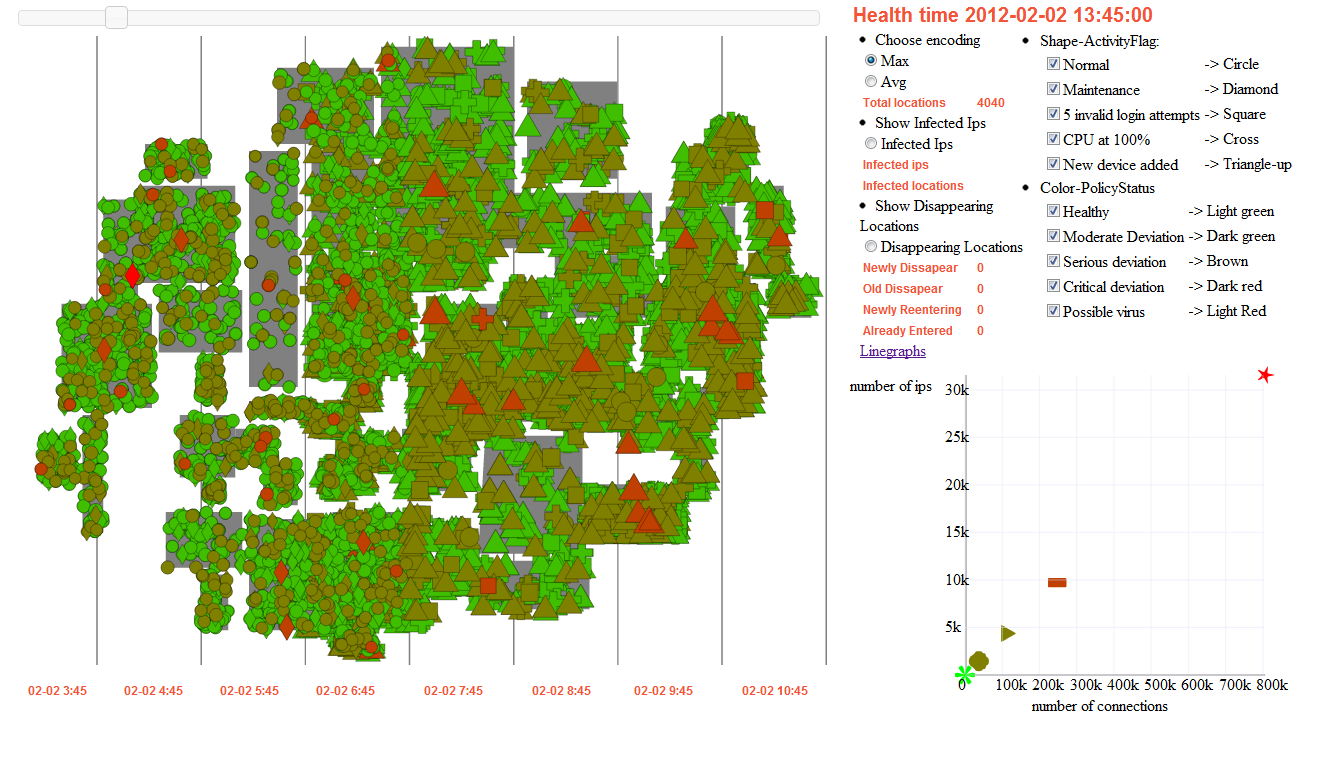 Health time 2012-02-02 13:45:00
Choose encoding
Max
Avg
Total locations 4040
Show Infected Ips
Infected Ips
Infected ips
Infected locations
Show Disappearing
Locations
Disappearing Locations
Newly Dissapear 0
Old Dissapear 0
Newly Reentering 0
Already Entered 0
Linegraphs
Shape-ActivityFlag:
Normal -> Circle
Maintenance -> Diamond
5 invalid login attempts -> Square
CPU at 100% -> Cross
New device added -> Triangle-up
Color-PolicyStatus
Healthy -> Light green
Moderate Deviation -> Dark green
Serious deviation -> Brown
Critical deviation -> Dark red
Possible virus -> Light Red
number of ips
30k
25k
20k
15k
10k
5k
0 100k 200k 300k 400k 500k 600k 700k 800k
number of connections
02-02 3:45 02-02 4:45 02-02 5:45 02-02 6:45 02-02 7:45 02-02 8:45 02-02 9:45 02-02 10:45